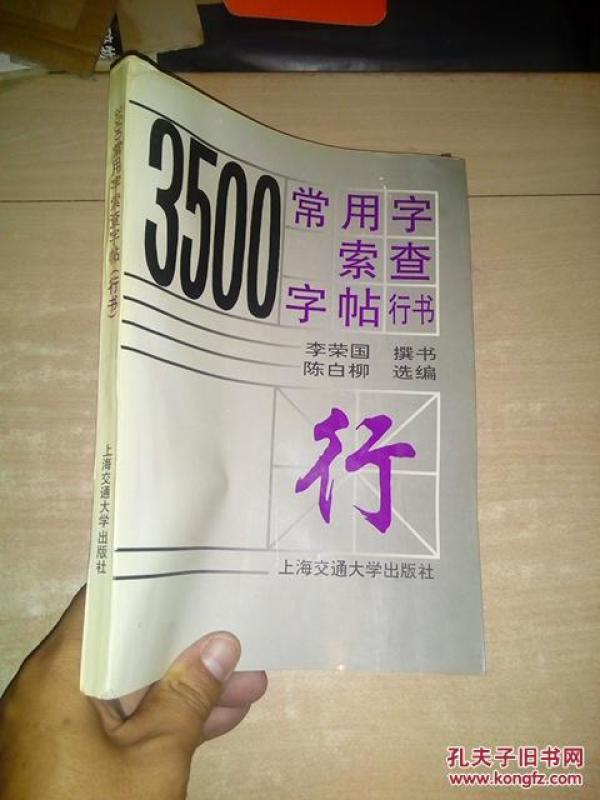 3500
常用字
索查
字帖 行书
李荣国 撰书
陈白柳 选编
行
上海交通大学出版社
3500常用字索查字帖(行书)
上海交通大学出版社
孔夫子旧书网
www.kongfz.com